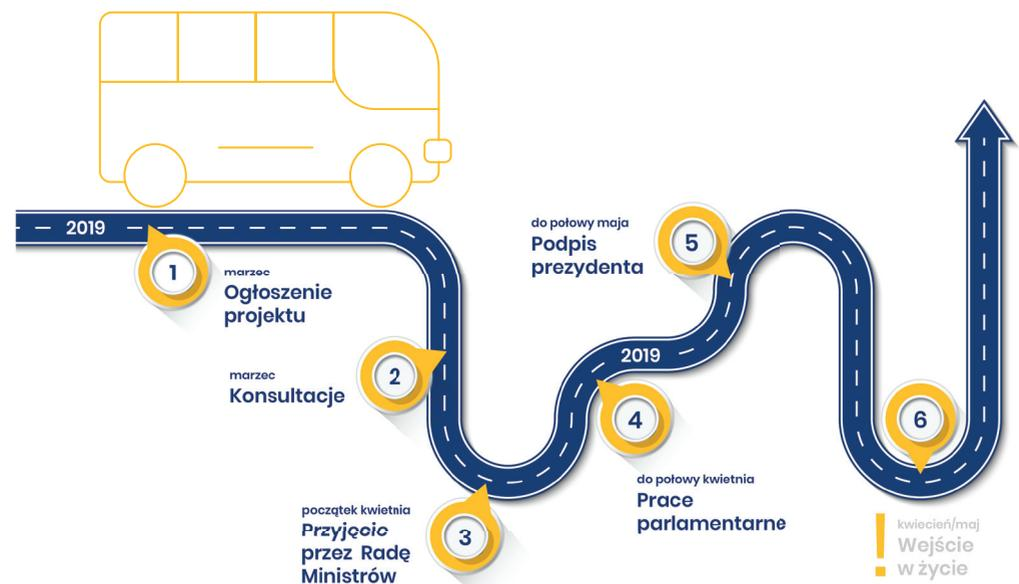 2019
1
marzec
Ogłoszenie
projektu
2
marzec
Konsultacje
3
początek kwietnia
Przyjęcie
przez Radę
Ministrów
2019
4
do połowy kwietnia
Prace
parlamentarne
5
do połowy maja
Podpis
prezydenta
6
! kwiecień/maj
Wejście
w życie